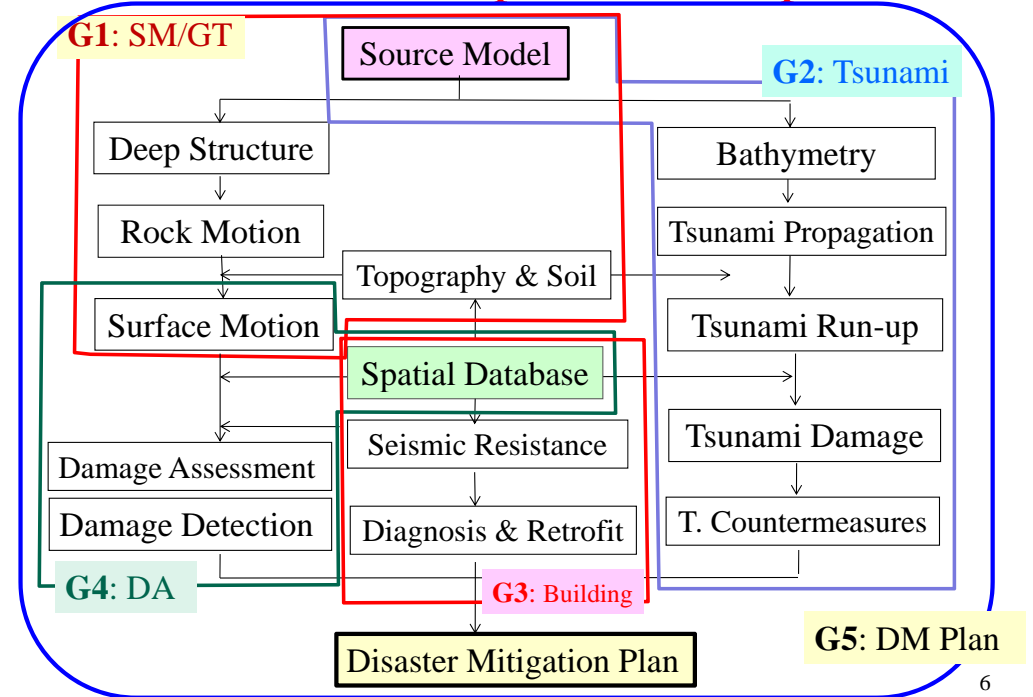 G1: SM/GT
Source Model
G2: Tsunami
Deep Structure
Bathymetry
Rock Motion
Tsunami Propagation
Topography & Soil
Surface Motion
Tsunami Run-up
Spatial Database
Seismic Resistance
Tsunami Damage
Damage Assessment
Damage Detection
Diagnosis & Retrofit
T. Countermeasures
G4: DA
G3: Building
G5: DM Plan
Disaster Mitigation Plan
6